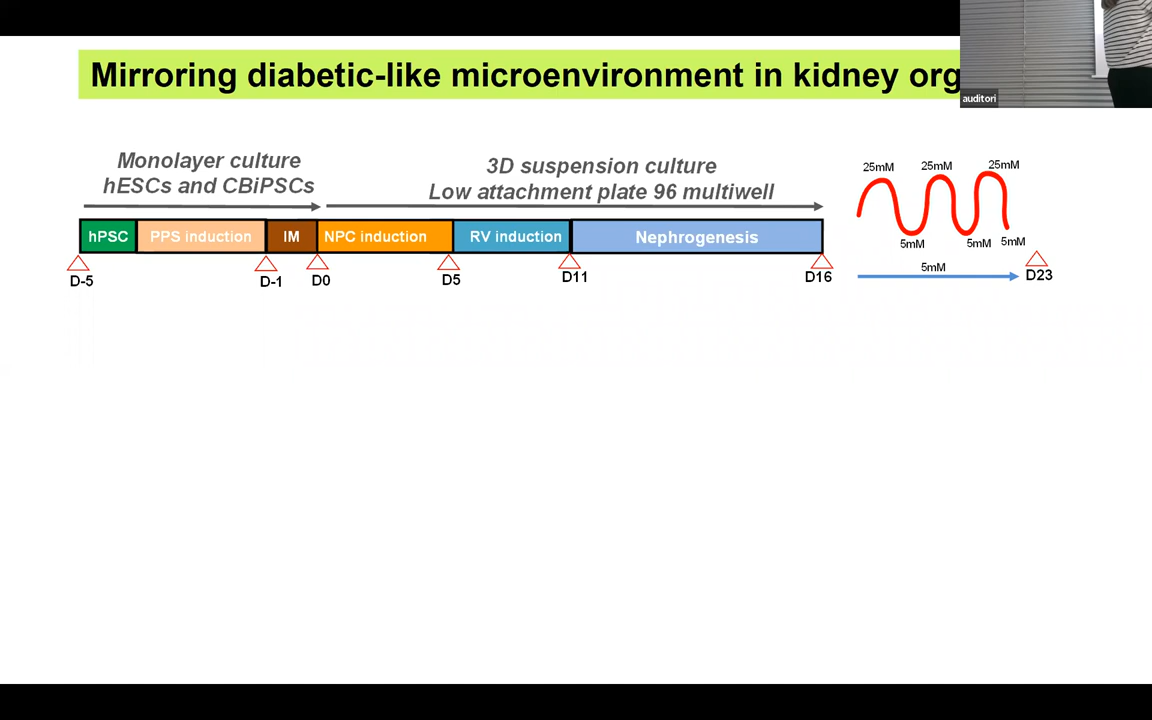 Mirroring diabetic-like microenvironment in kidney org
auditori
Monolayer culture
hESCs and CBiPSCs
3D suspension culture
Low attachment plate 96 multiwell
25mM 25mM 25mM
hPSC PPS induction IM NPC induction RV induction Nephrogenesis
5mM 5mM 5mM
5mM
D-5 D-1 D0 D5 D11 D16 D23